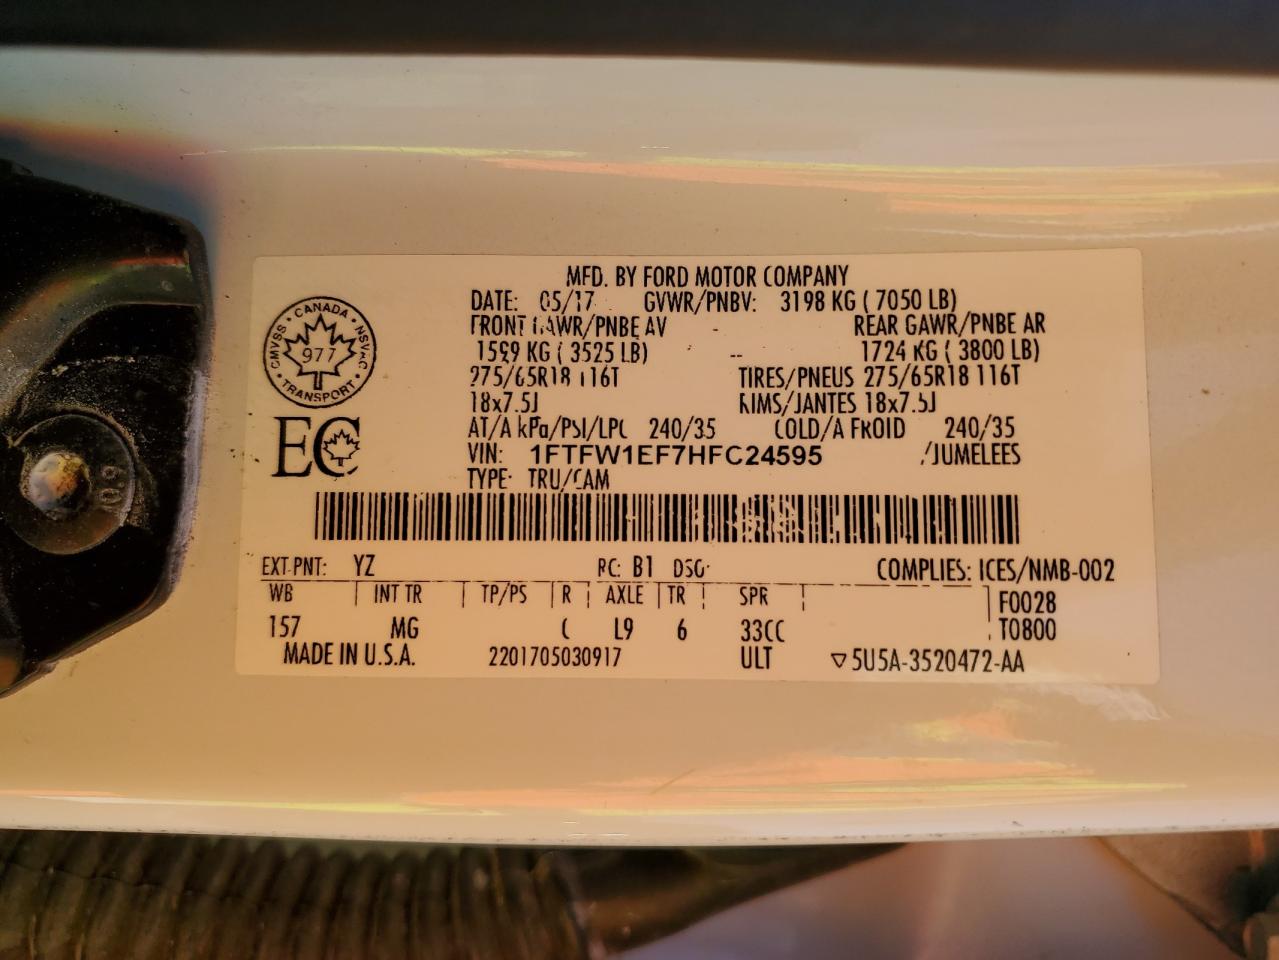 MFD. BY FORD MOTOR COMPANY
DATE: 05/17 GVWR/PNBV: 3198 KG ( 7050 LB)
FRONT GAWR/PNBE AV REAR GAWR/PNBE AR
1599 KG ( 3525 LB) -- 1724 KG ( 3800 LB)
275/65R18 116T TIRES/PNEUS 275/65R18 116T
18x7.5J RIMS/JANTES 18x7.5J
AT/A kPa/PSI/LPC 240/35 COLD/A FROID 240/35
VIN: 1FTFW1EF7HFC24595 /JUMELEES
TYPE: TRU/CAM
CANADA
CMVSS NSVAC
977
TRANSPORT
EC
EXT PNT: YZ RC: B1 DSO: COMPLIES: ICES/NMB-002
WB INT TR TP/PS R AXLE TR SPR F0028
157 MG C L9 6 33CC T0800
MADE IN U.S.A. 2201705030917 ULT ▽5U5A-3520472-AA